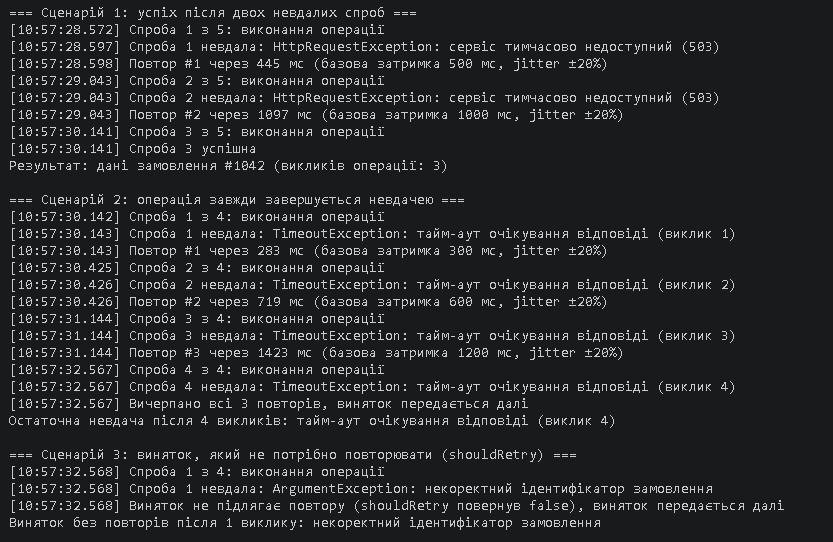 === Сценарій 1: успіх після двох невдалих спроб ===
[10:57:28.572] Спроба 1 з 5: виконання операції
[10:57:28.597] Спроба 1 невдала: HttpRequestException: сервіс тимчасово недоступний (503)
[10:57:28.598] Повтор #1 через 445 мс (базова затримка 500 мс, jitter ±20%)
[10:57:29.043] Спроба 2 з 5: виконання операції
[10:57:29.043] Спроба 2 невдала: HttpRequestException: сервіс тимчасово недоступний (503)
[10:57:29.043] Повтор #2 через 1097 мс (базова затримка 1000 мс, jitter ±20%)
[10:57:30.141] Спроба 3 з 5: виконання операції
[10:57:30.141] Спроба 3 успішна
Результат: дані замовлення #1042 (викликів операції: 3)

=== Сценарій 2: операція завжди завершується невдачею ===
[10:57:30.142] Спроба 1 з 4: виконання операції
[10:57:30.143] Спроба 1 невдала: TimeoutException: тайм-аут очікування відповіді (виклик 1)
[10:57:30.143] Повтор #1 через 283 мс (базова затримка 300 мс, jitter ±20%)
[10:57:30.425] Спроба 2 з 4: виконання операції
[10:57:30.426] Спроба 2 невдала: TimeoutException: тайм-аут очікування відповіді (виклик 2)
[10:57:30.426] Повтор #2 через 719 мс (базова затримка 600 мс, jitter ±20%)
[10:57:31.144] Спроба 3 з 4: виконання операції
[10:57:31.144] Спроба 3 невдала: TimeoutException: тайм-аут очікування відповіді (виклик 3)
[10:57:31.144] Повтор #3 через 1423 мс (базова затримка 1200 мс, jitter ±20%)
[10:57:32.567] Спроба 4 з 4: виконання операції
[10:57:32.567] Спроба 4 невдала: TimeoutException: тайм-аут очікування відповіді (виклик 4)
[10:57:32.567] Вичерпано всі 3 повторів, виняток передається далі
Остаточна невдача після 4 викликів: тайм-аут очікування відповіді (виклик 4)

=== Сценарій 3: виняток, який не потрібно повторювати (shouldRetry) ===
[10:57:32.568] Спроба 1 з 4: виконання операції
[10:57:32.568] Спроба 1 невдала: ArgumentException: некоректний ідентифікатор замовлення
[10:57:32.568] Виняток не підлягає повтору (shouldRetry повернув false), виняток передається далі
Виняток без повторів після 1 виклику: некоректний ідентифікатор замовлення